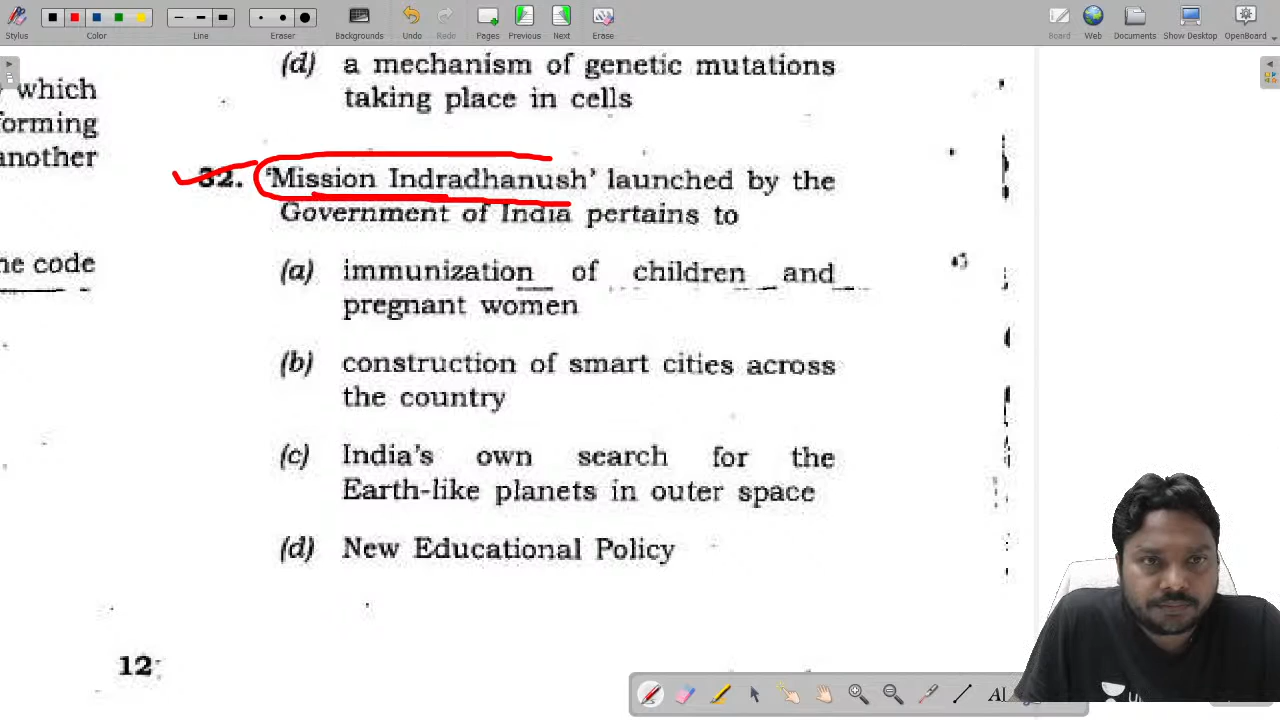 Stylus Color Line Eraser Backgrounds Undo Redo Pages Previous Next Erase Board Web Documents Show Desktop OpenBoard
which
forming
another
(d) a mechanism of genetic mutations
taking place in cells
32. 'Mission Indradhanush' launched by the
Government of India pertains to
the code
(a) immunization of children and
pregnant women
(b) construction of smart cities across
the country
(c) India's own search for the
Earth-like planets in outer space
(d) New Educational Policy
12